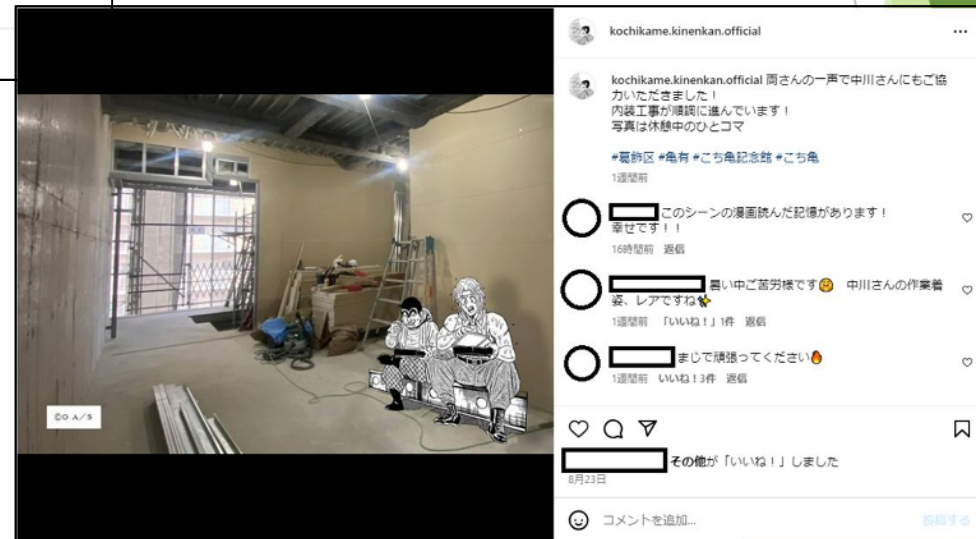 kochikame.kinenkan.official
kochikame.kinenkan.official 両さんの一声で中川さんにもご協
力いただきました!
内装工事が順調に進んでいます!
写真は休憩中のひとコマ
#葛飾区 #亀有 #こち亀記念館 #こち亀
1週間前
このシーンの漫画読んだ記憶があります!
幸せです!!
16時間前 返信
暑い中ご苦労様です🤗 中川さんの作業着
姿、レアですね✨
1週間前 「いいね!」1件 返信
まじで頑張ってください🔥
1週間前 いいね!3件 返信
その他が「いいね!」しました
8月23日
コメントを追加...
投稿する
©O A/S